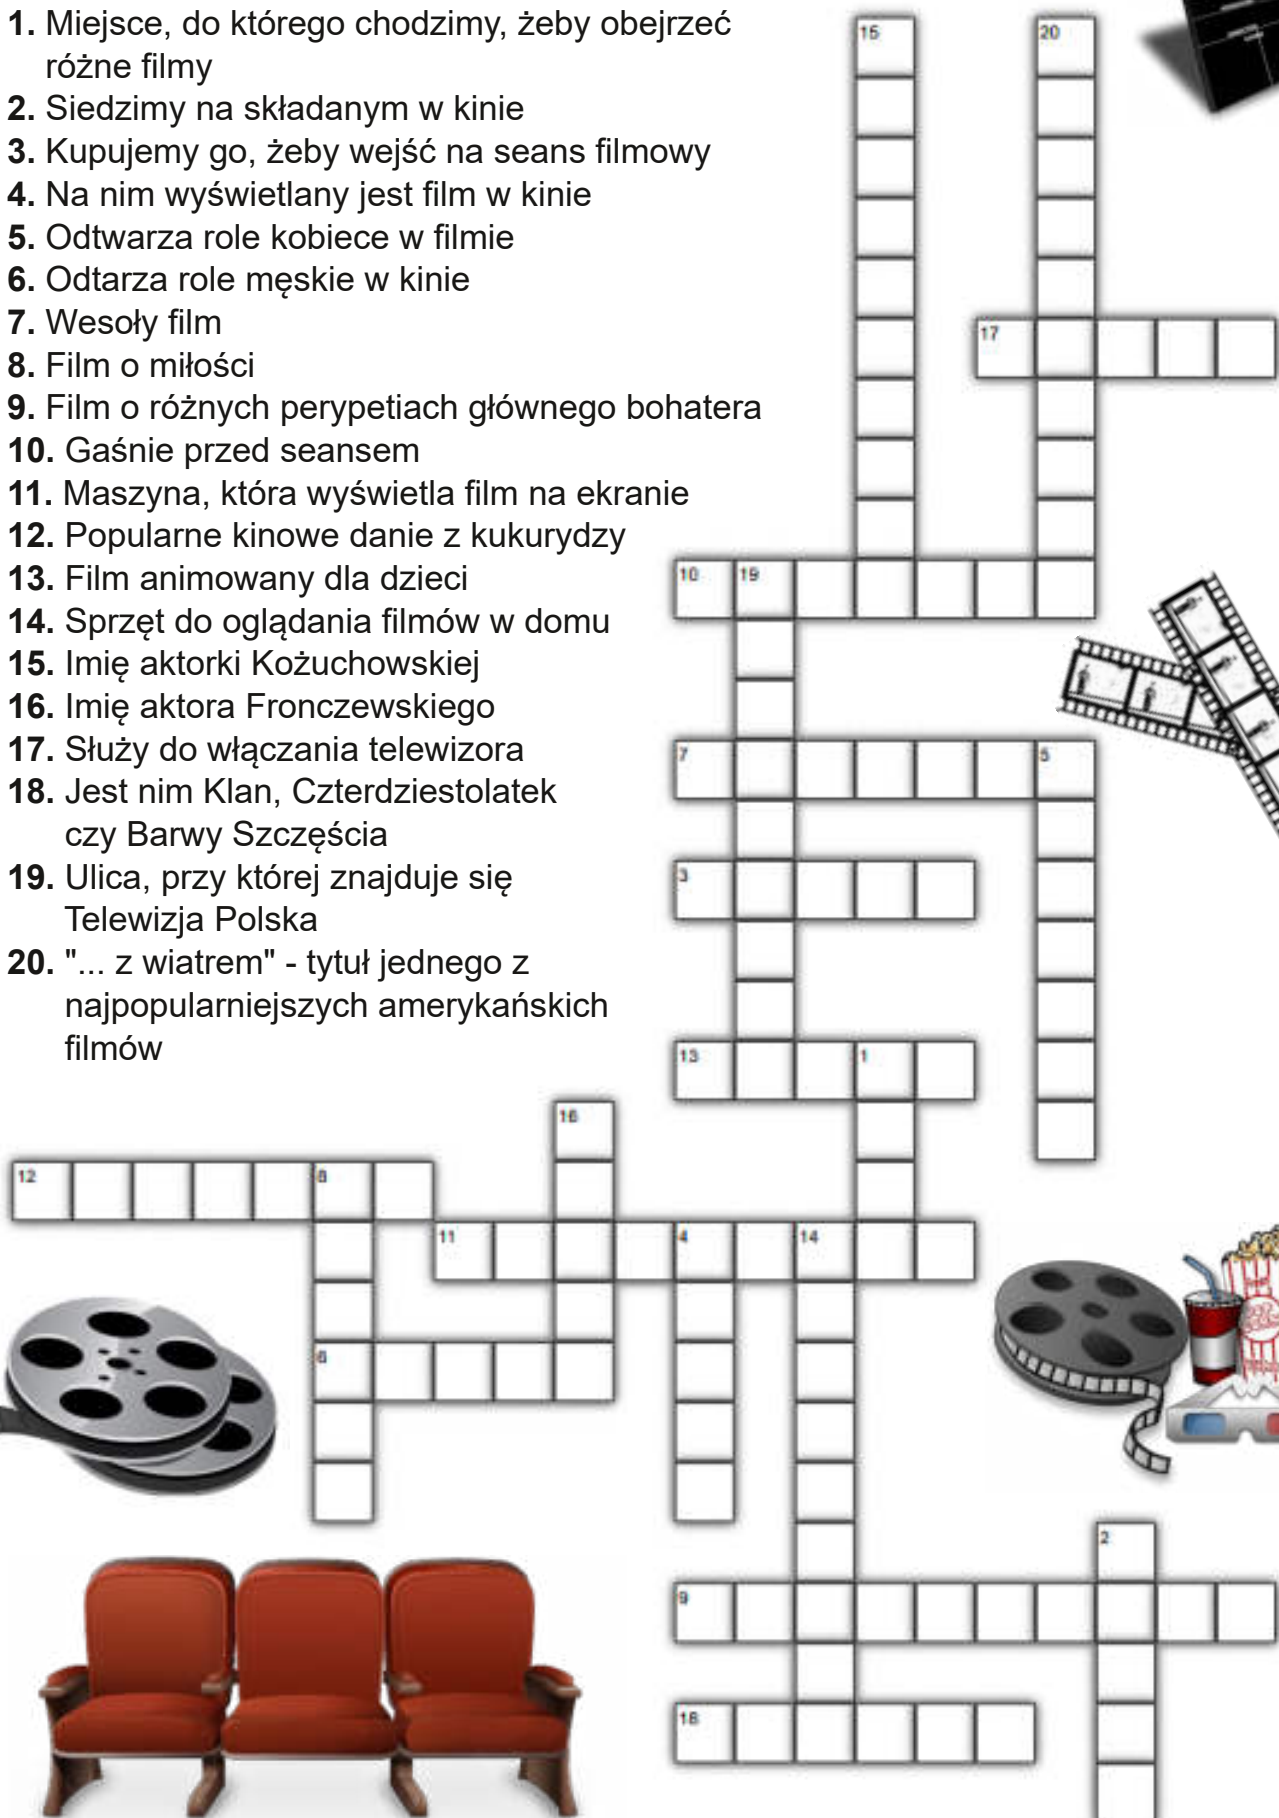 1. Miejsce, do którego chodzimy, żeby obejrzeć
różne filmy
2. Siedzimy na składanym w kinie
3. Kupujemy go, żeby wejść na seans filmowy
4. Na nim wyświetlany jest film w kinie
5. Odtwarza role kobiece w filmie
6. Odtarza role męskie w kinie
7. Wesoły film
8. Film o miłości
9. Film o różnych perypetiach głównego bohatera
10. Gaśnie przed seansem
11. Maszyna, która wyświetla film na ekranie
12. Popularne kinowe danie z kukurydzy
13. Film animowany dla dzieci
14. Sprzęt do oglądania filmów w domu
15. Imię aktorki Kożuchowskiej
16. Imię aktora Fronczewskiego
17. Służy do włączania telewizora
18. Jest nim Klan, Czterdziestolatek
czy Barwy Szczęścia
19. Ulica, przy której znajduje się
Telewizja Polska
20. "... z wiatrem" - tytuł jednego z
najpopularniejszych amerykańskich
filmów
15
20
17
10
19
7
5
3
13
1
16
12
8
11
4
14
6
2
9
18